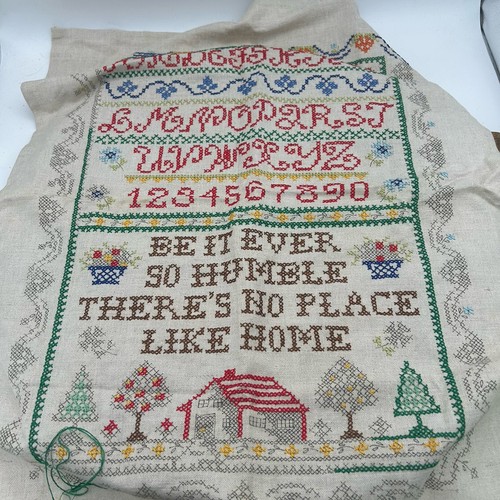 LMNOPQRST
UVWXYZ
1234567890
BE IT EVER
SO HUMBLE
THERE'S NO PLACE
LIKE HOME